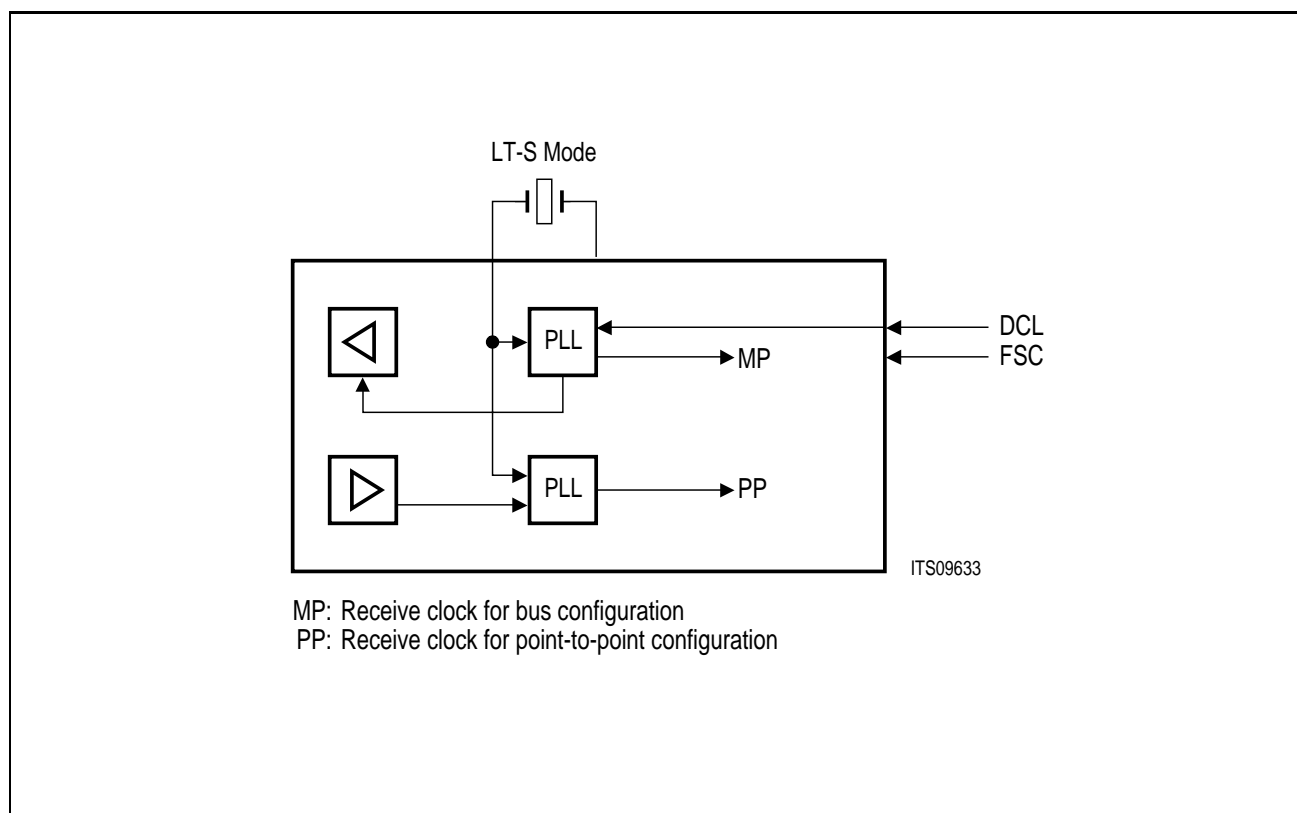 LT-S Mode
PLL
DCL
MP
FSC
PLL
PP
ITS09633
MP: Receive clock for bus configuration
PP: Receive clock for point-to-point configuration